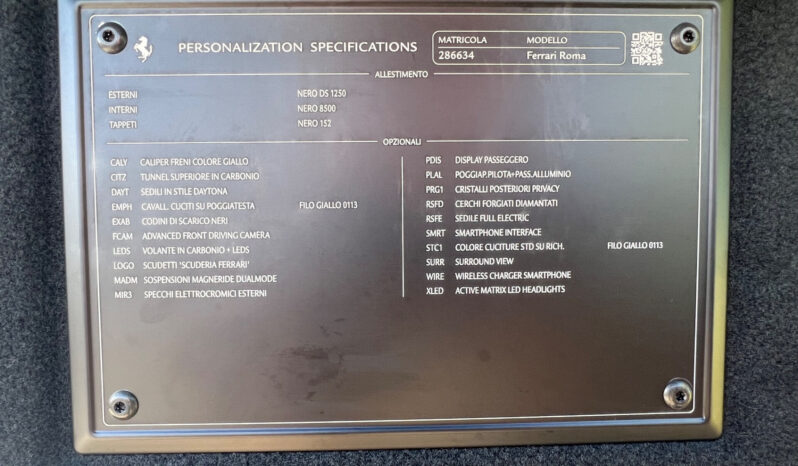 PERSONALIZATION SPECIFICATIONS
MATRICOLA MODELLO
286634 Ferrari Roma
ALLESTIMENTO
ESTERNI NERO DS 1250
INTERNI NERO 8500
TAPPETI NERO 152
OPZIONALI
CALY CALIPER FRENI COLORE GIALLO
CITZ TUNNEL SUPERIORE IN CARBONIO
DAYT SEDILI IN STILE DAYTONA
EMPH CAVALL. CUCITI SU POGGIATESTA FILO GIALLO 0113
EXAB CODINI DI SCARICO NERI
FCAM ADVANCED FRONT DRIVING CAMERA
LEDS VOLANTE IN CARBONIO + LEDS
LOGO SCUDETTI 'SCUDERIA FERRARI'
MADM SOSPENSIONI MAGNERIDE DUALMODE
MIR3 SPECCHI ELETTROCROMICI ESTERNI
PDIS DISPLAY PASSEGGERO
PLAL POGGIAP.PILOTA+PASS.ALLUMINIO
PRG1 CRISTALLI POSTERIORI PRIVACY
RSFD CERCHI FORGIATI DIAMANTATI
RSFE SEDILE FULL ELECTRIC
SMRT SMARTPHONE INTERFACE
STC1 COLORE CUCITURE STD SU RICH. FILO GIALLO 0113
SURR SURROUND VIEW
WIRE WIRELESS CHARGER SMARTPHONE
XLED ACTIVE MATRIX LED HEADLIGHTS